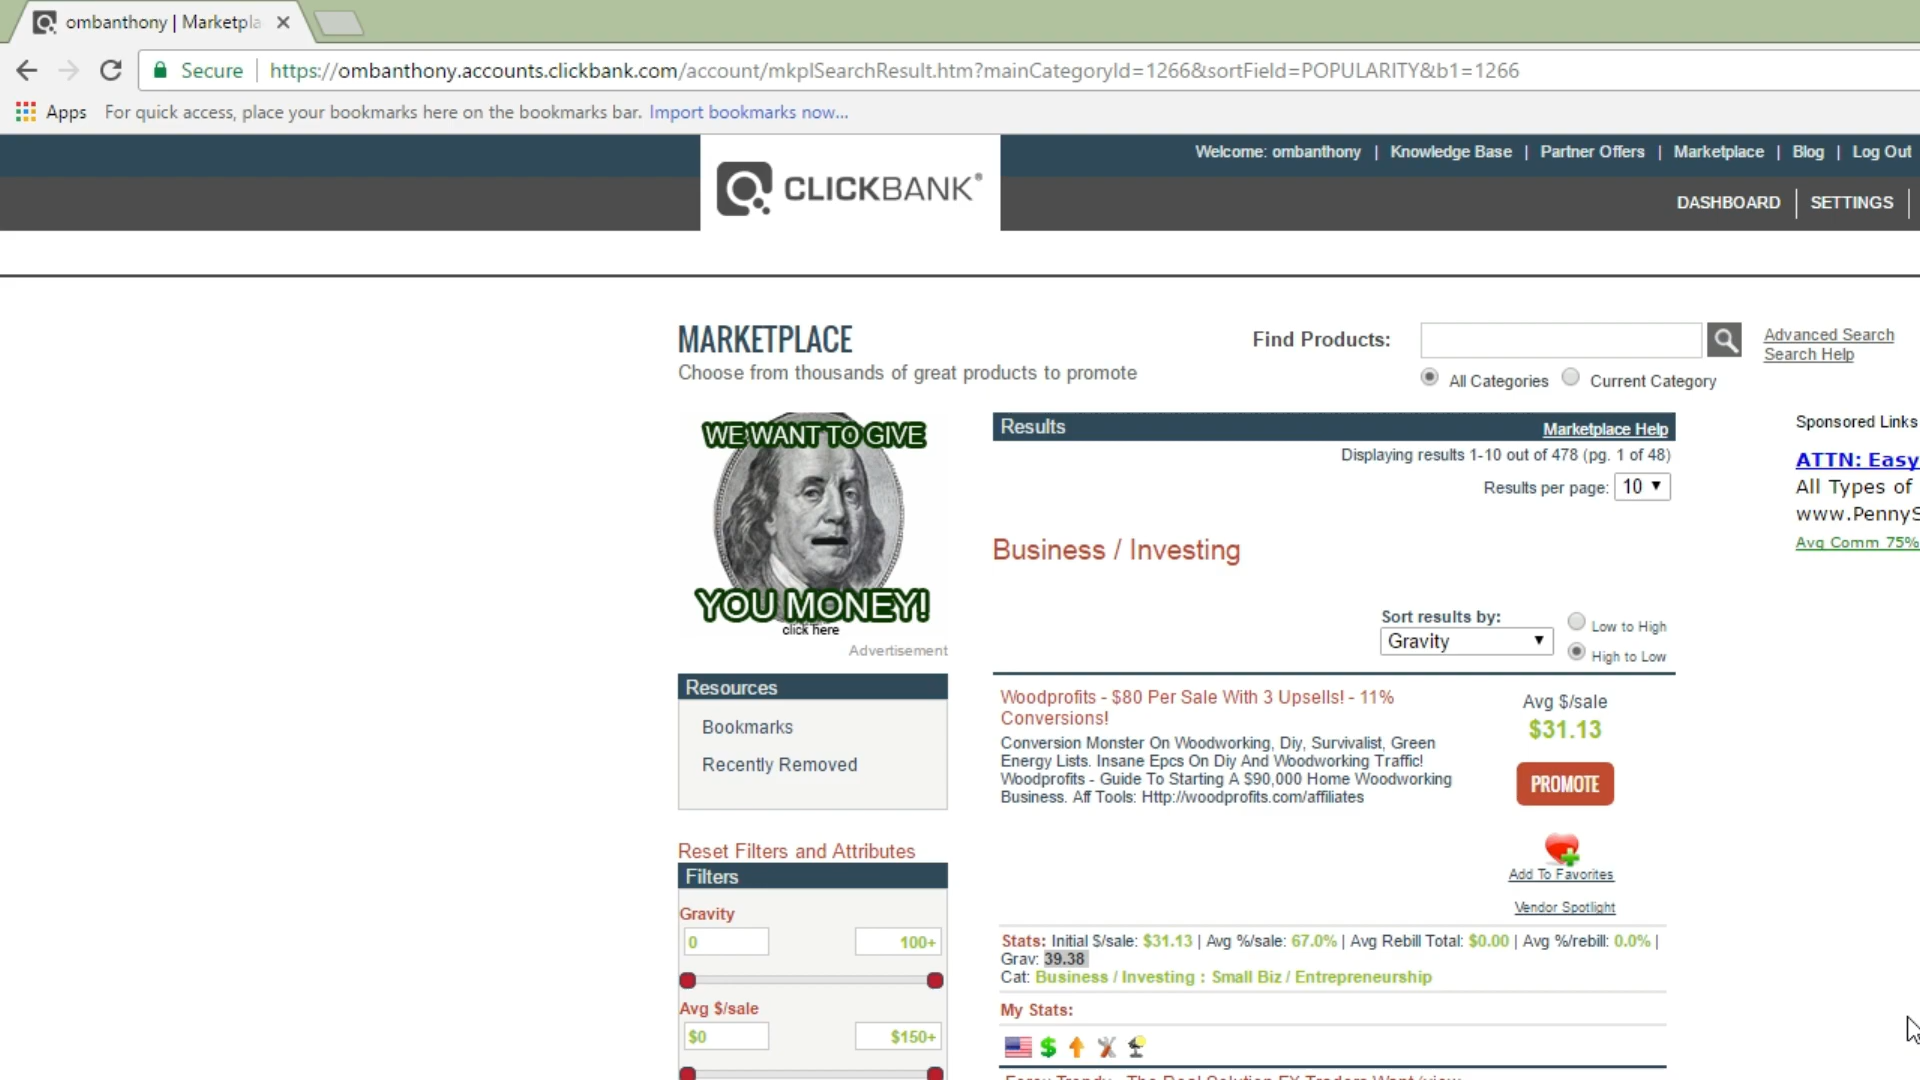 ombanthony | Marketpla
Secure https://ombanthony.accounts.clickbank.com/account/mkplSearchResult.htm?mainCategoryId=1266&sortField=POPULARITY&b1=1266
Apps For quick access, place your bookmarks here on the bookmarks bar. Import bookmarks now...
Welcome: ombanthony | Knowledge Base | Partner Offers | Marketplace | Blog | Log Out
CLICKBANK®
DASHBOARD SETTINGS
MARKETPLACE
Choose from thousands of great products to promote
Find Products:
Advanced Search
Search Help
All Categories Current Category
WE WANT TO GIVE
YOU MONEY!
click here
Advertisement
Results Marketplace Help
Displaying results 1-10 out of 478 (pg. 1 of 48)
Results per page: 10
Sponsored Links
ATTN: Easy
All Types of
www.PennyS
Avg Comm 75%
Business / Investing
Sort results by:
Gravity
Low to High
High to Low
Resources
Bookmarks
Recently Removed
Reset Filters and Attributes
Filters
Gravity
0 100+
Avg $/sale
$0 $150+
Woodprofits - $80 Per Sale With 3 Upsells! - 11%
Conversions!
Conversion Monster On Woodworking, Diy, Survivalist, Green
Energy Lists. Insane Epcs On Diy And Woodworking Traffic!
Woodprofits - Guide To Starting A $90,000 Home Woodworking
Business. Aff Tools: Http://woodprofits.com/affiliates
Avg $/sale
$31.13
PROMOTE
Add To Favorites
Vendor Spotlight
Stats: Initial $/sale: $31.13 | Avg %/sale: 67.0% | Avg Rebill Total: $0.00 | Avg %/rebill: 0.0% |
Grav: 39.38
Cat: Business / Investing : Small Biz / Entrepreneurship
My Stats:
Forex Trendy - The Real Solution FX Traders Want